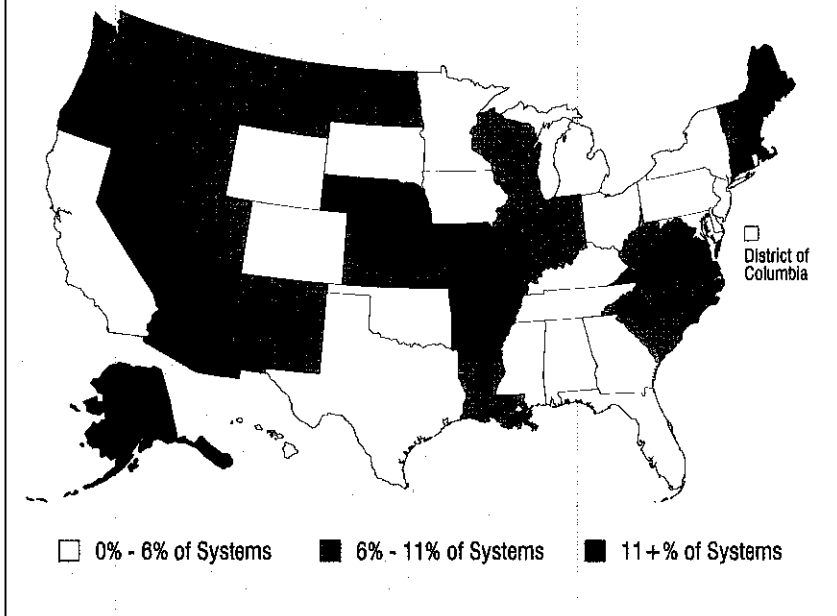 District of
Columbia
0% - 6% of Systems
6% - 11% of Systems
11+% of Systems